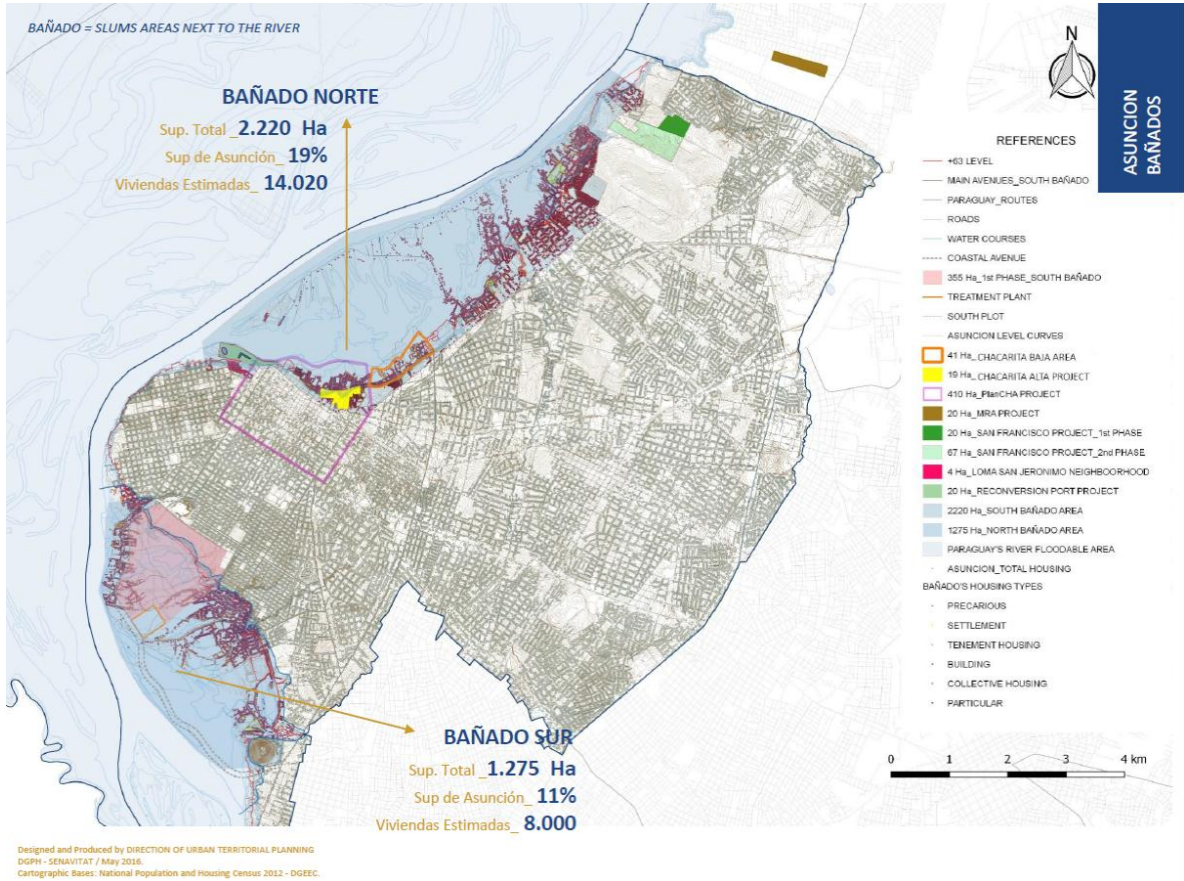 BAÑADO = SLUMS AREAS NEXT TO THE RIVER
BAÑADO NORTE
Sup. Total _2.220 Ha
Sup de Asunción_ 19%
Viviendas Estimadas_ 14.020
N
ASUNCION
BAÑADOS
REFERENCES
+63 LEVEL
MAIN AVENUES_SOUTH BAÑADO
PARAGUAY_ROUTES
ROADS
WATER COURSES
COASTAL AVENUE
355 Ha_1st PHASE_SOUTH BAÑADO
TREATMENT PLANT
SOUTH PLOT
ASUNCION LEVEL CURVES
41 Ha_CHACARITA BAJA AREA
19 Ha_CHACARITA ALTA PROJECT
410 Ha_PlanCHA PROJECT
20 Ha_MRA PROJECT
20 Ha_SAN FRANCISCO PROJECT_1st PHASE
67 Ha_SAN FRANCISCO PROJECT_2nd PHASE
4 Ha_LOMA SAN JERONIMO NEIGHBOORHOOD
20 Ha_RECONVERSION PORT PROJECT
2220 Ha_SOUTH BAÑADO AREA
1275 Ha_NORTH BAÑADO AREA
PARAGUAY'S RIVER FLOODABLE AREA
ASUNCION_TOTAL HOUSING
BAÑADO'S HOUSING TYPES
PRECARIOUS
SETTLEMENT
TENEMENT HOUSING
BUILDING
COLLECTIVE HOUSING
PARTICULAR
0 1 2 3 4 km
BAÑADO SUR
Sup. Total _1.275 Ha
Sup de Asunción_ 11%
Viviendas Estimadas_ 8.000
Designed and Produced by DIRECTION OF URBAN TERRITORIAL PLANNING
DGPH - SENAVITAT / May 2016.
Cartographic Bases: National Population and Housing Census 2012 - DGEEC.